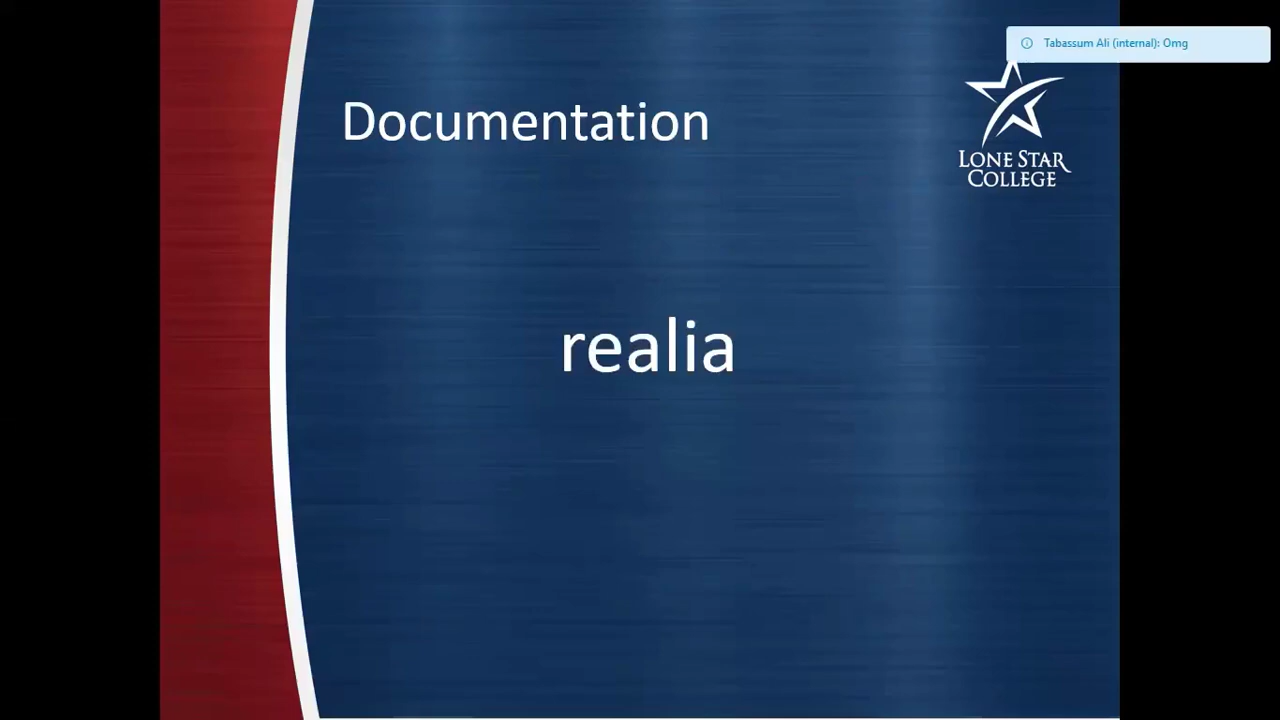 Tabassum Ali (internal): Omg
Documentation
LONE STAR
COLLEGE
realia